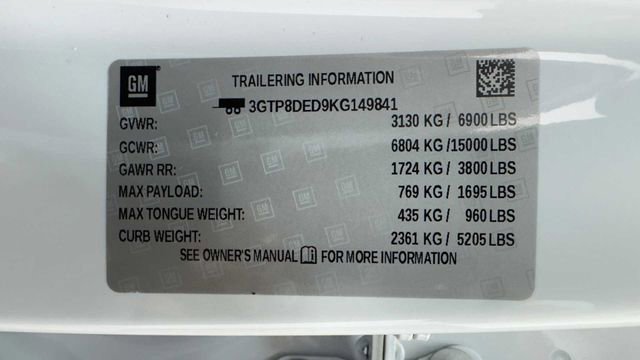 GM
TRAILERING INFORMATION
3GTP8DED9KG149841
GVWR: 3130 KG / 6900 LBS
GCWR: 6804 KG /15000 LBS
GAWR RR: 1724 KG / 3800 LBS
MAX PAYLOAD: 769 KG / 1695 LBS
MAX TONGUE WEIGHT: 435 KG / 960 LBS
CURB WEIGHT: 2361 KG / 5205 LBS
SEE OWNER'S MANUAL i FOR MORE INFORMATION